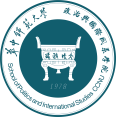 华中师范大学 政治与国际关系学院
1978
School of Politics and International Studies CCNU